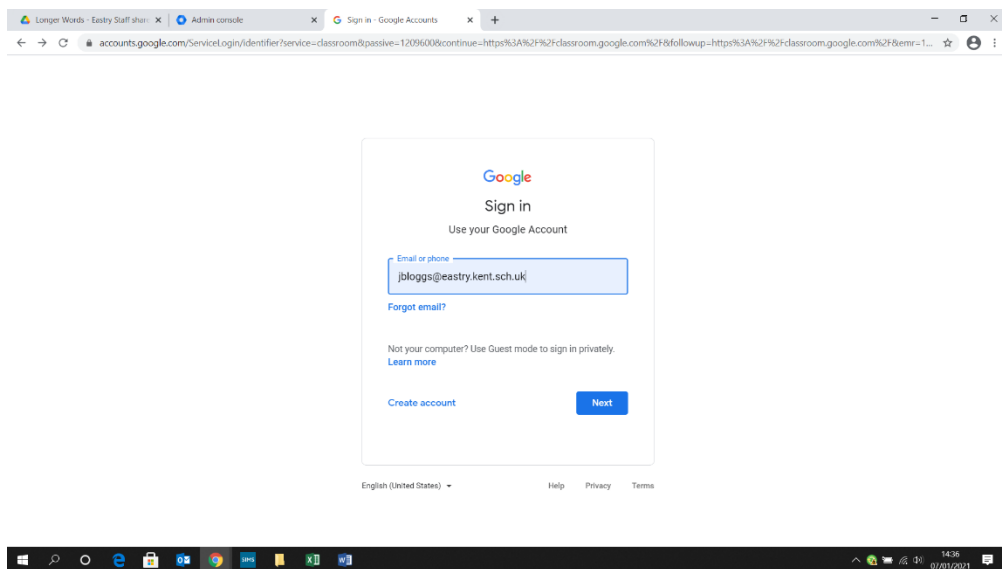 Longer Words - Eastry Staff share
Admin console
Sign in - Google Accounts
accounts.google.com/ServiceLogin/identifier?service=classroom&passive=1209600&continue=https%3A%2F%2Fclassroom.google.com%2F&followup=https%3A%2F%2Fclassroom.google.com%2F&emr=1...
Google
Sign in
Use your Google Account
Email or phone
jbloggs@eastry.kent.sch.uk
Forgot email?
Not your computer? Use Guest mode to sign in privately.
Learn more
Create account
Next
English (United States)
Help Privacy Terms
SIMS
14:36
07/01/2021